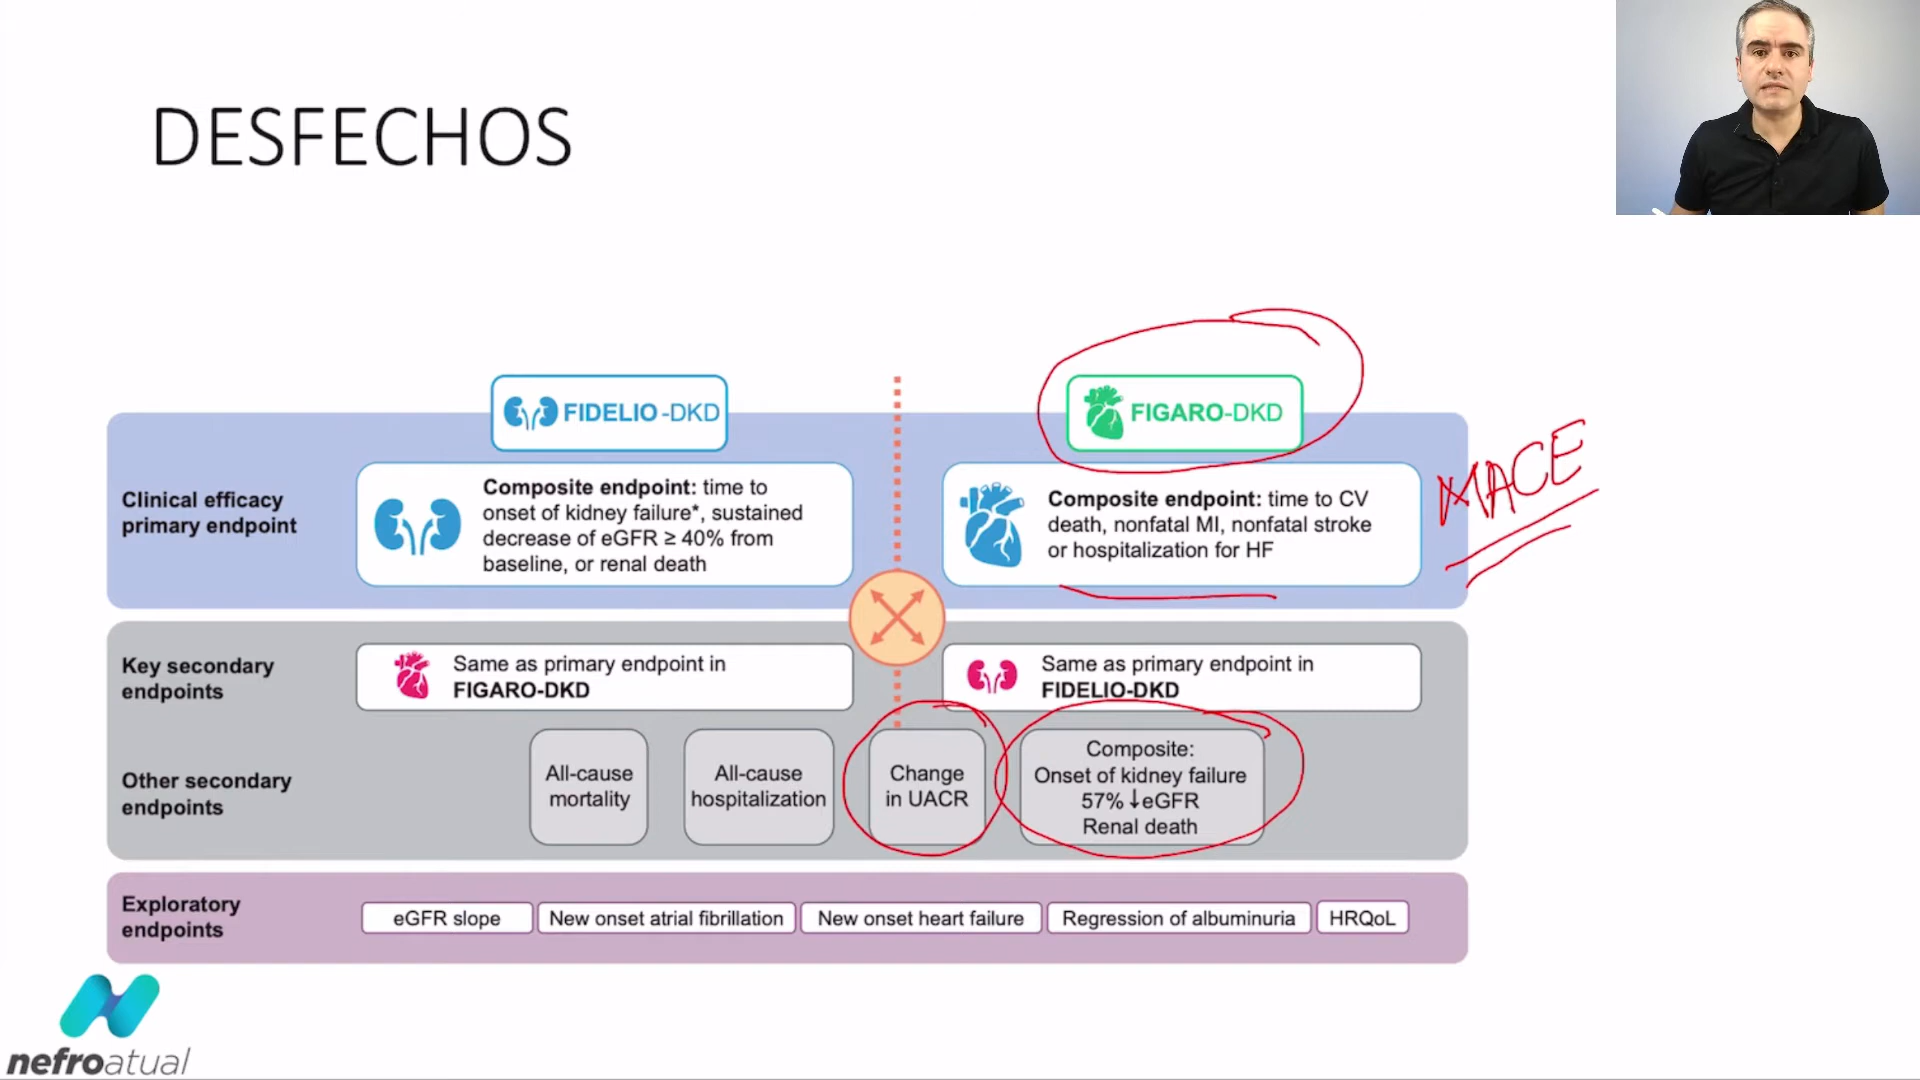 DESFECHOS
FIDELIO-DKD
FIGARO-DKD
Clinical efficacy
primary endpoint
Composite endpoint: time to
onset of kidney failure*, sustained
decrease of eGFR ≥ 40% from
baseline, or renal death
Composite endpoint: time to CV
death, nonfatal MI, nonfatal stroke
or hospitalization for HF
MACE
Key secondary
endpoints
Same as primary endpoint in
FIGARO-DKD
Same as primary endpoint in
FIDELIO-DKD
Other secondary
endpoints
All-cause
mortality
All-cause
hospitalization
Change
in UACR
Composite:
Onset of kidney failure
57%↓eGFR
Renal death
Exploratory
endpoints
eGFR slope
New onset atrial fibrillation
New onset heart failure
Regression of albuminuria
HRQoL
nefroatual